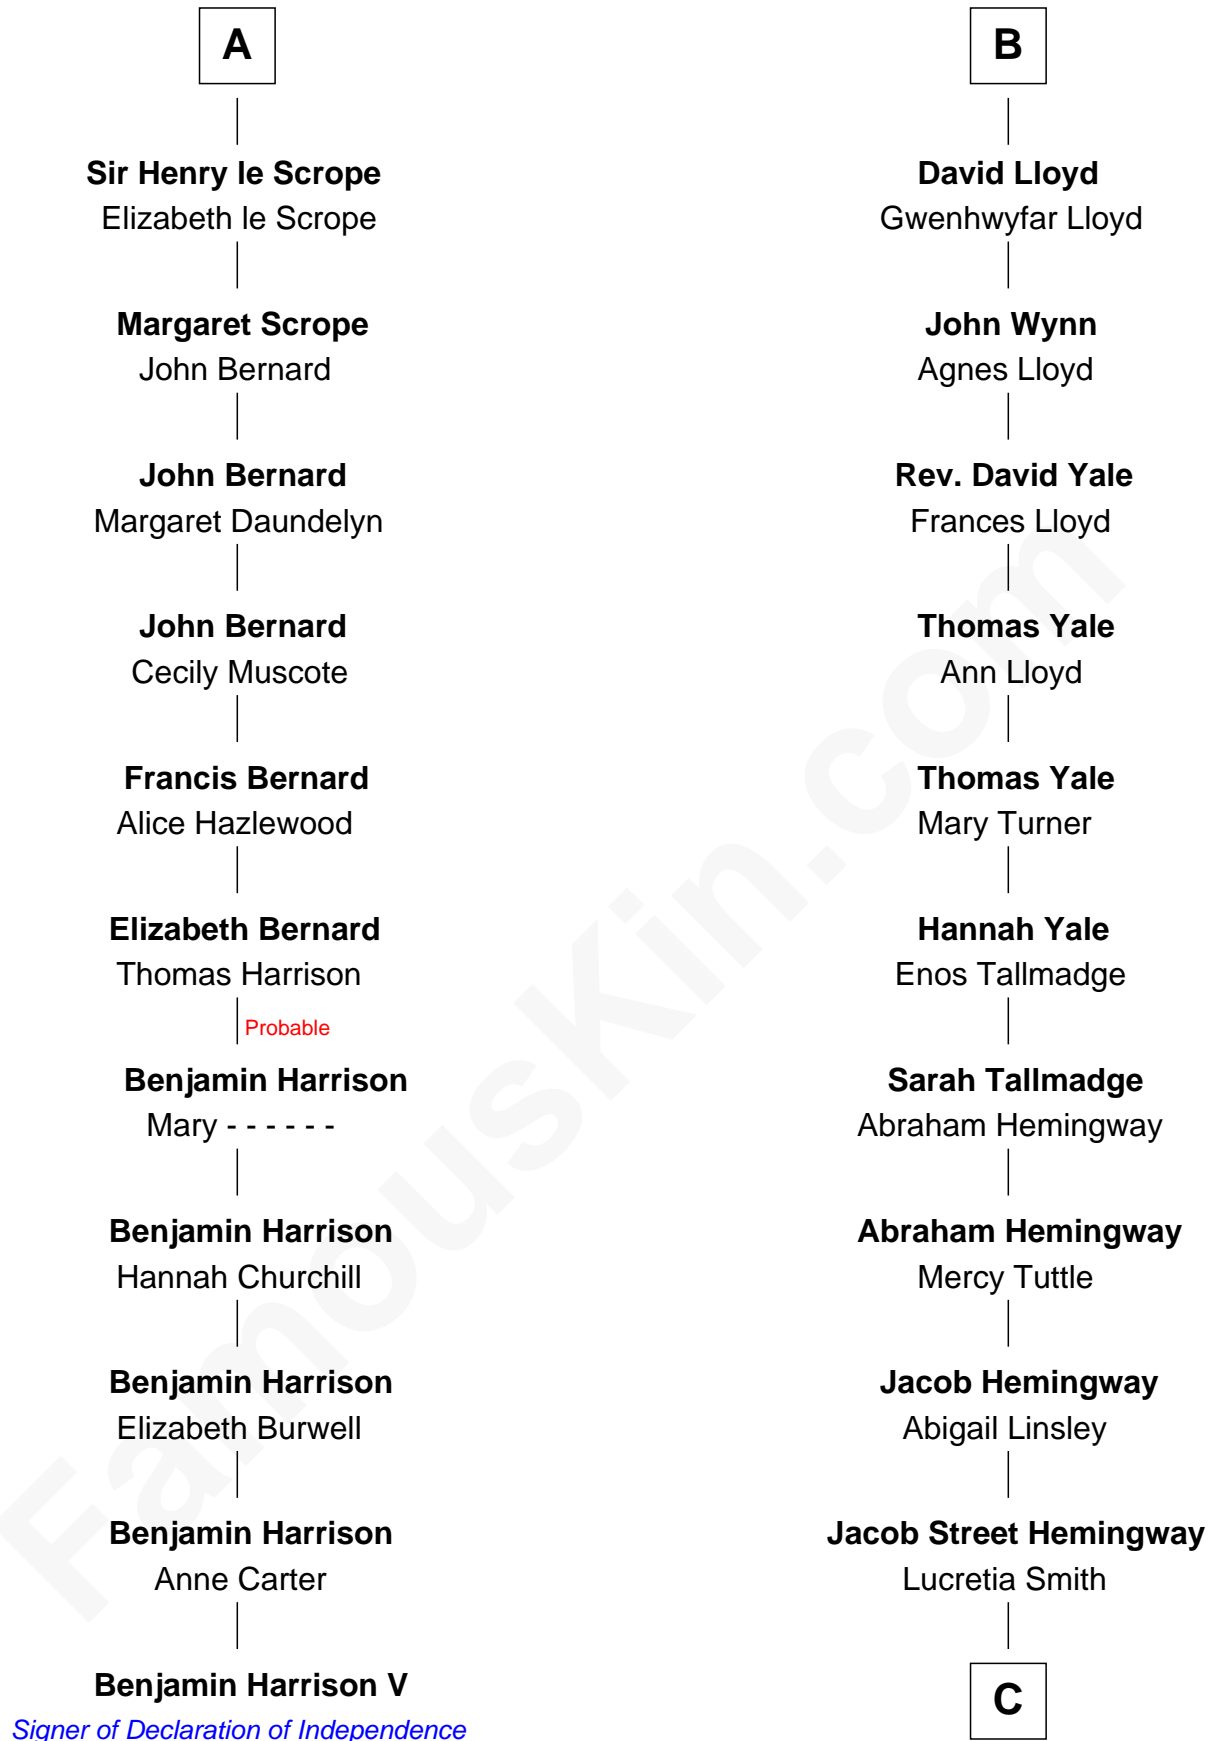 A
Sir Henry le Scrope
Elizabeth le Scrope
Margaret Scrope
John Bernard
John Bernard
Margaret Daundelyn
John Bernard
Cecily Muscote
Francis Bernard
Alice Hazlewood
Elizabeth Bernard
Thomas Harrison
Probable
Benjamin Harrison
Mary - - - - - -
Benjamin Harrison
Hannah Churchill
Benjamin Harrison
Elizabeth Burwell
Benjamin Harrison
Anne Carter
Benjamin Harrison V
Signer of Declaration of Independence
B
David Lloyd
Gwenhwyfar Lloyd
John Wynn
Agnes Lloyd
Rev. David Yale
Frances Lloyd
Thomas Yale
Ann Lloyd
Thomas Yale
Mary Turner
Hannah Yale
Enos Tallmadge
Sarah Tallmadge
Abraham Hemingway
Abraham Hemingway
Mercy Tuttle
Jacob Hemingway
Abigail Linsley
Jacob Street Hemingway
Lucretia Smith
C
FamousKin.com